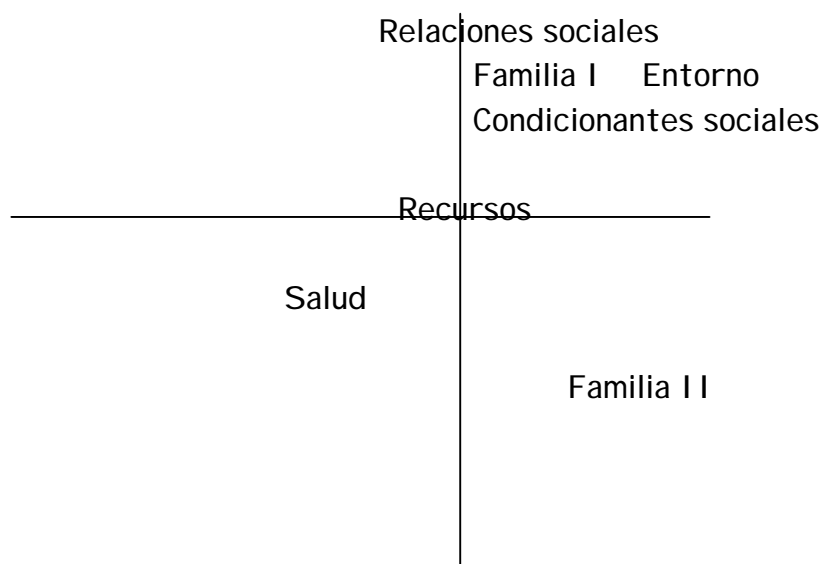 Relaciones sociales
Familia I Entorno
Condicionantes sociales
Recursos
Salud
Familia II